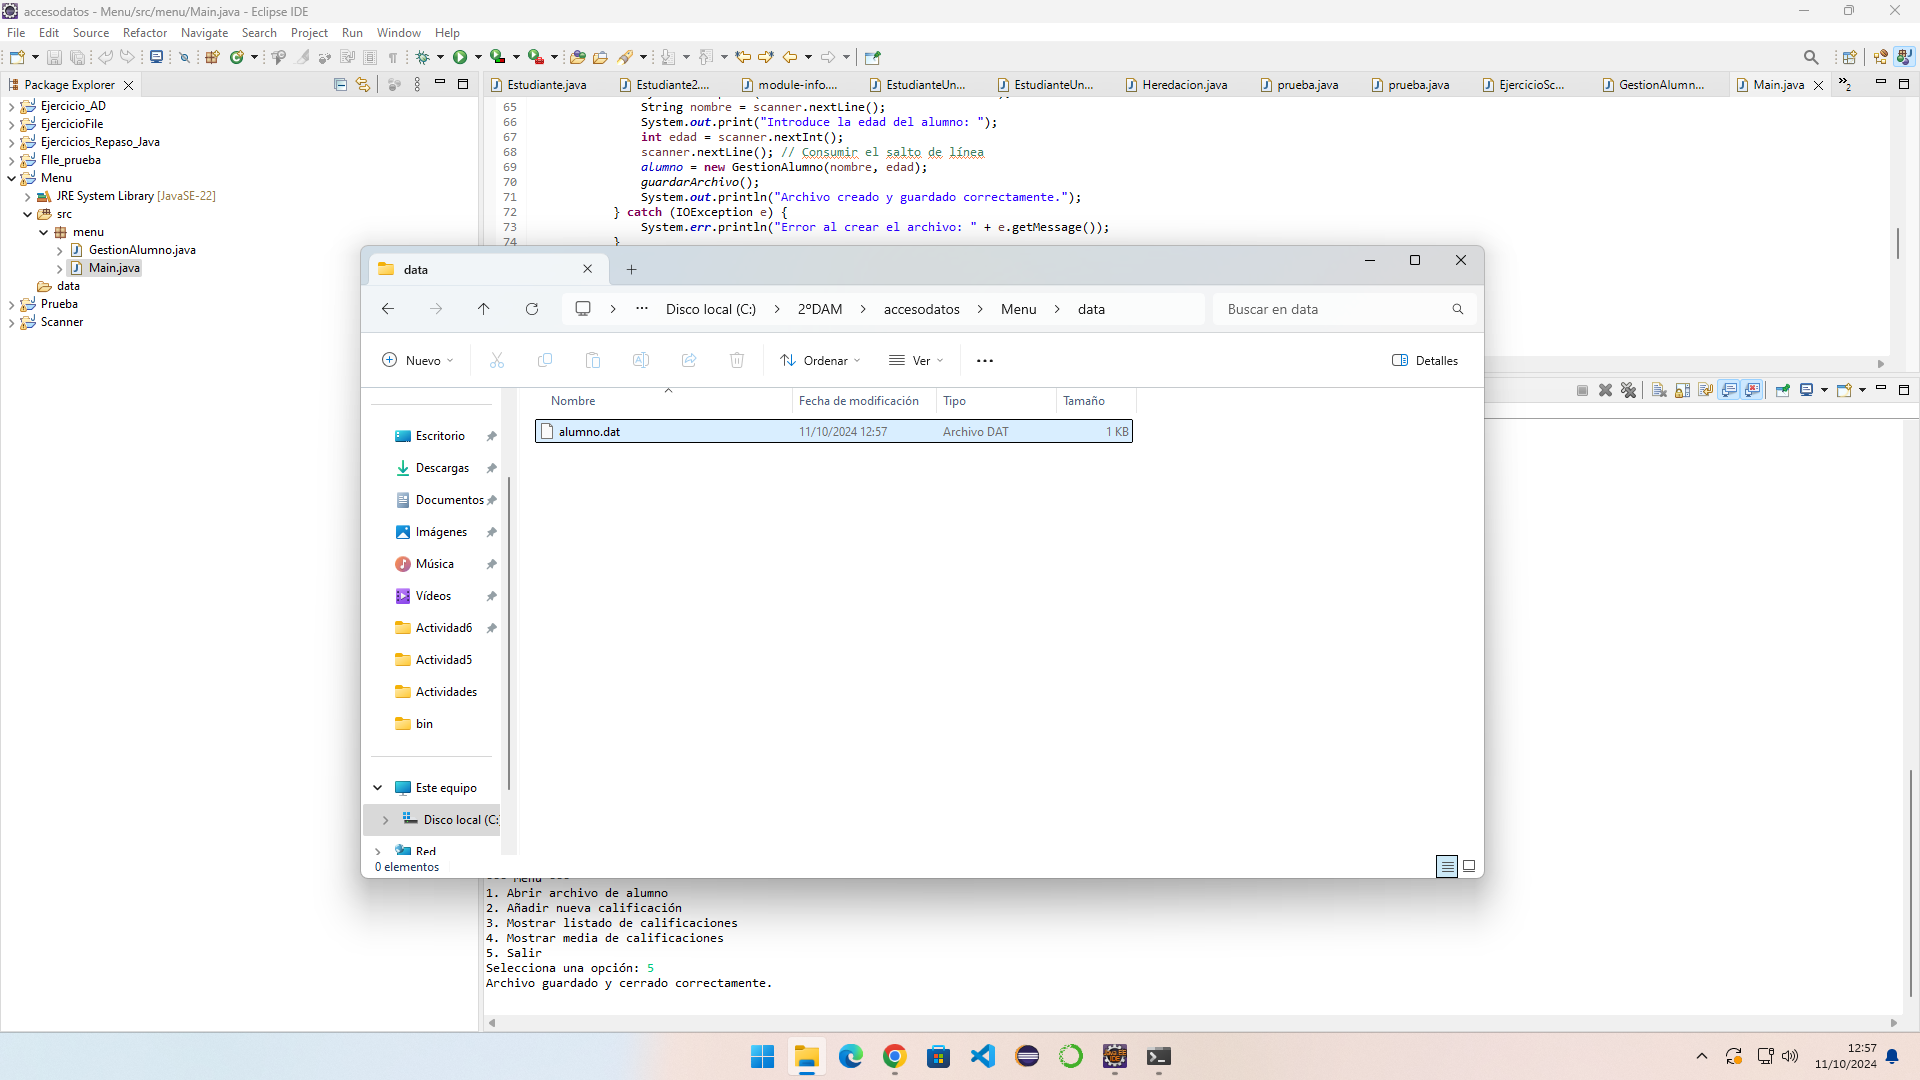 accesodatos - Menu/src/menu/Main.java - Eclipse IDE
File Edit Source Refactor Navigate Search Project Run Window Help
Package Explorer
Estudiante.java Estudiante2.... module-info.... EstudianteUn... EstudianteUn... Heredacion.java prueba.java prueba.java EjercicioSc... GestionAlumn... Main.java 2
Ejercicio_AD
EjercicioFile
Ejercicios_Repaso_Java
FIle_prueba
Menu
JRE System Library [JavaSE-22]
src
menu
GestionAlumno.java
Main.java
data
Prueba
Scanner
65 String nombre = scanner.nextLine();
66 System.out.print("Introduce la edad del alumno: ");
67 int edad = scanner.nextInt();
68 scanner.nextLine(); // Consumir el salto de línea
69 alumno = new GestionAlumno(nombre, edad);
70 guardarArchivo();
71 System.out.println("Archivo creado y guardado correctamente.");
72 } catch (IOException e) {
73 System.err.println("Error al crear el archivo: " + e.getMessage());
74 }
data
Disco local (C:) 2ºDAM accesodatos Menu data
Buscar en data
Nuevo Ordenar Ver Detalles
Nombre Fecha de modificación Tipo Tamaño
alumno.dat 11/10/2024 12:57 Archivo DAT 1 KB
Escritorio
Descargas
Documentos
Imágenes
Música
Vídeos
Actividad6
Actividad5
Actividades
bin
Este equipo
Disco local (C:
Red
0 elementos
1. Abrir archivo de alumno
2. Añadir nueva calificación
3. Mostrar listado de calificaciones
4. Mostrar media de calificaciones
5. Salir
Selecciona una opción: 5
Archivo guardado y cerrado correctamente.
12:57
11/10/2024